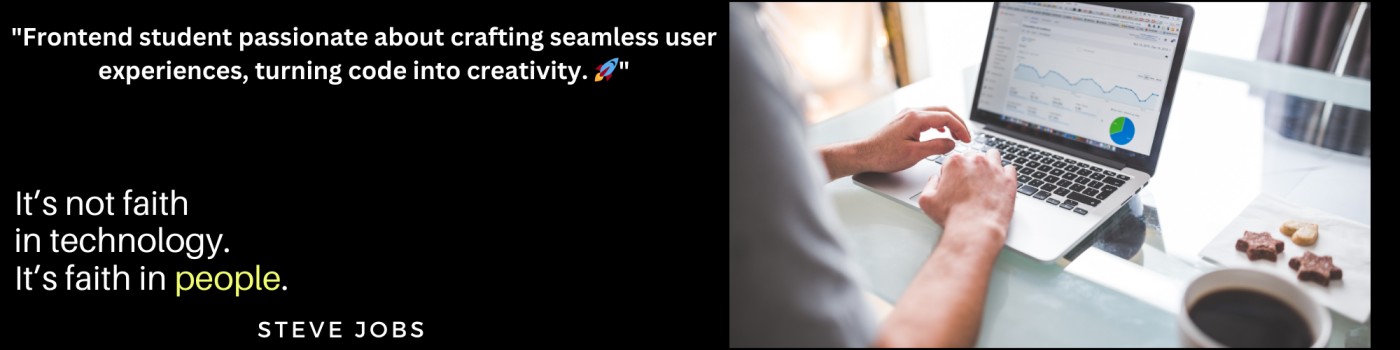 "Frontend student passionate about crafting seamless user
experiences, turning code into creativity. 🚀"
It's not faith
in technology.
It's faith in people.
STEVE JOBS